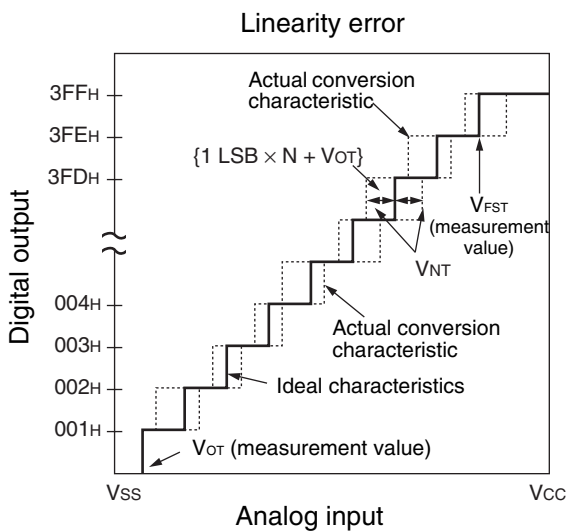 Linearity error
Digital output
3FFH
3FEH
3FDH
004H
003H
002H
001H
Actual conversion
characteristic
{1 LSB × N + VOT}
VFST
(measurement
value)
VNT
Actual conversion
characteristic
Ideal characteristics
VOT (measurement value)
VSS
VCC
Analog input